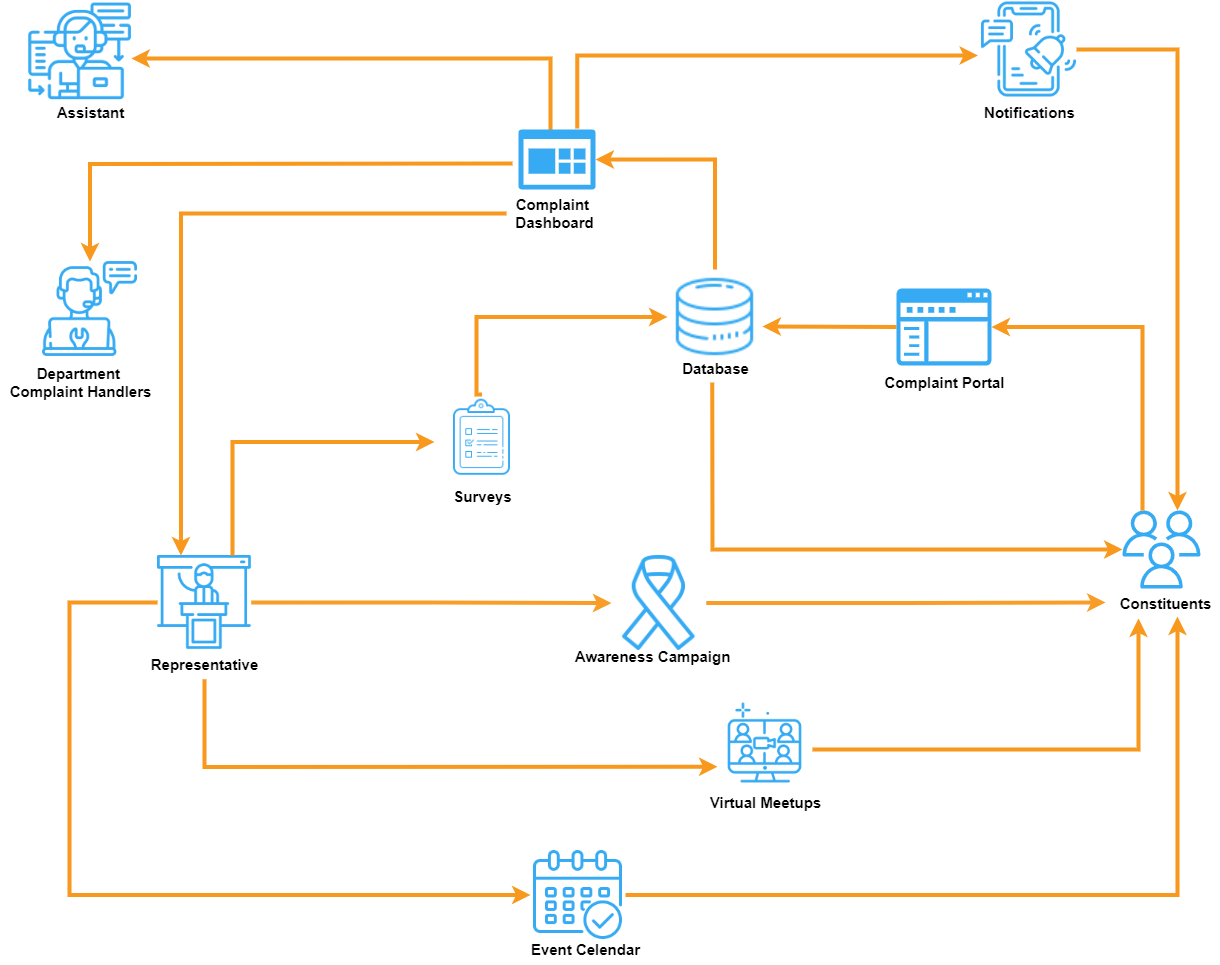 Assistant
Notifications
Complaint
Dashboard
Department
Complaint Handlers
Database
Complaint Portal
Surveys
Constituents
Representative
Awareness Campaign
Virtual Meetups
Event Celendar